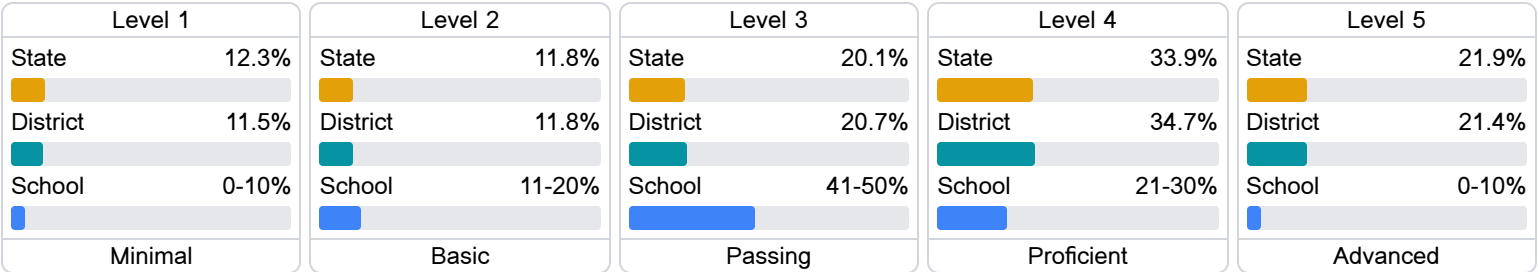 Level 1
State 12.3%
District 11.5%
School 0-10%
Minimal
Level 2
State 11.8%
District 11.8%
School 11-20%
Basic
Level 3
State 20.1%
District 20.7%
School 41-50%
Passing
Level 4
State 33.9%
District 34.7%
School 21-30%
Proficient
Level 5
State 21.9%
District 21.4%
School 0-10%
Advanced